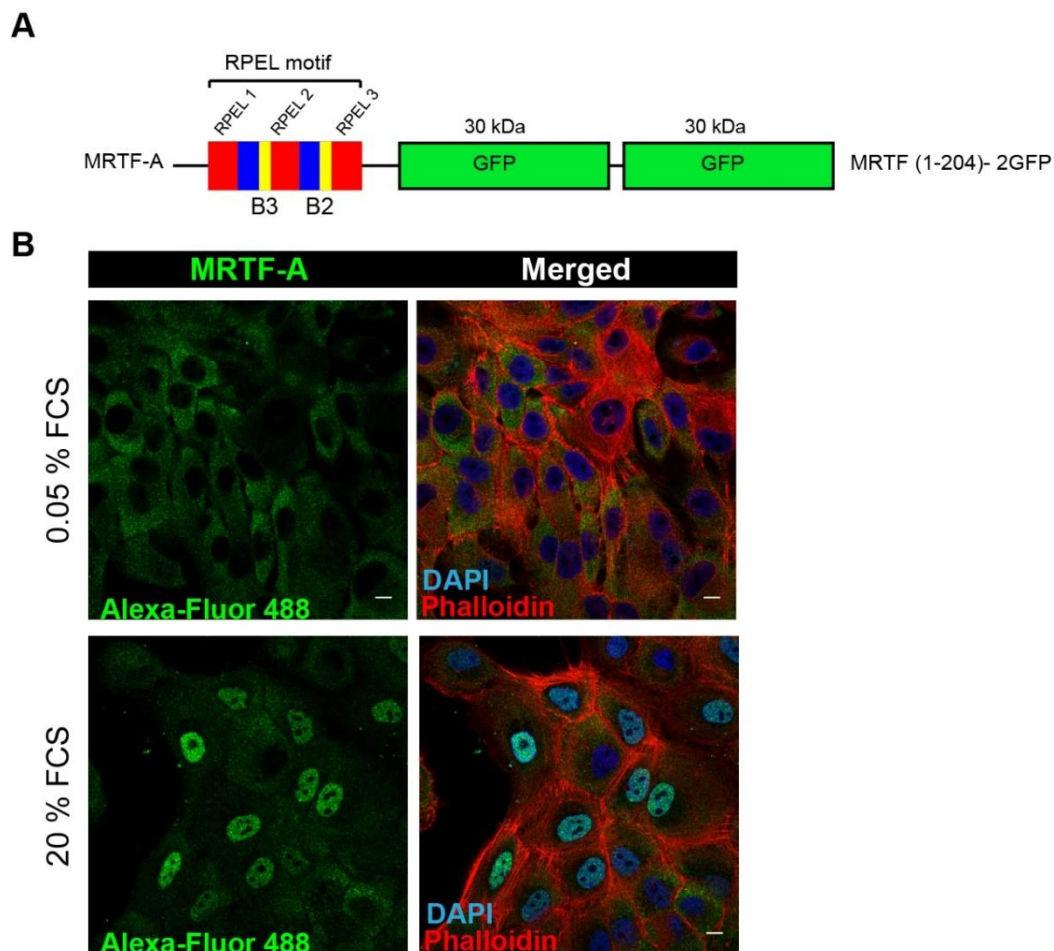 A
RPEL motif
RPEL 1
RPEL 2
RPEL 3
30 kDa
30 kDa
MRTF-A
GFP
GFP
MRTF (1-204)- 2GFP
B3
B2
B
MRTF-A
Merged
0.05 % FCS
Alexa-Fluor 488
DAPI
Phalloidin
20 % FCS
Alexa-Fluor 488
DAPI
Phalloidin